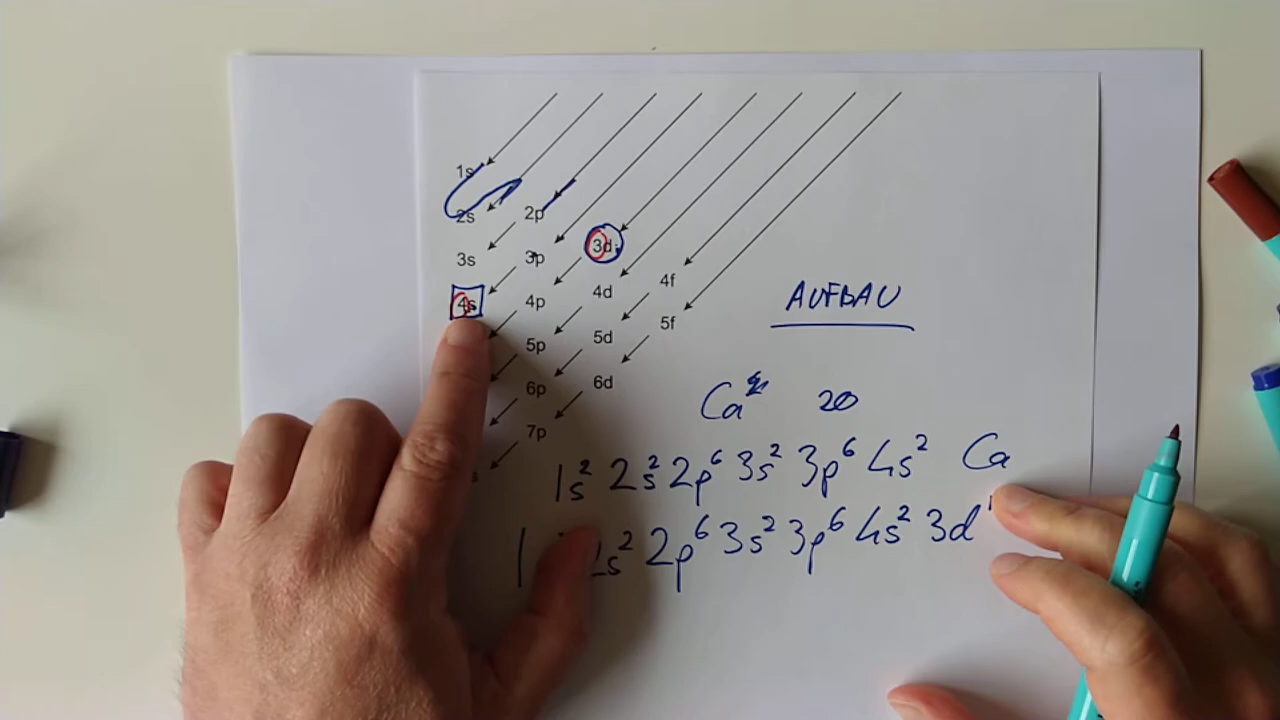 1s
2s 2p
3s 3p 3d
4s 4p 4d 4f
5p 5d 5f
6p 6d
7p
s
AUFBAU
Ca 20
1s² 2s² 2p⁶ 3s² 3p⁶ 4s² Ca
1 2s² 2p⁶ 3s² 3p⁶ 4s² 3d¹